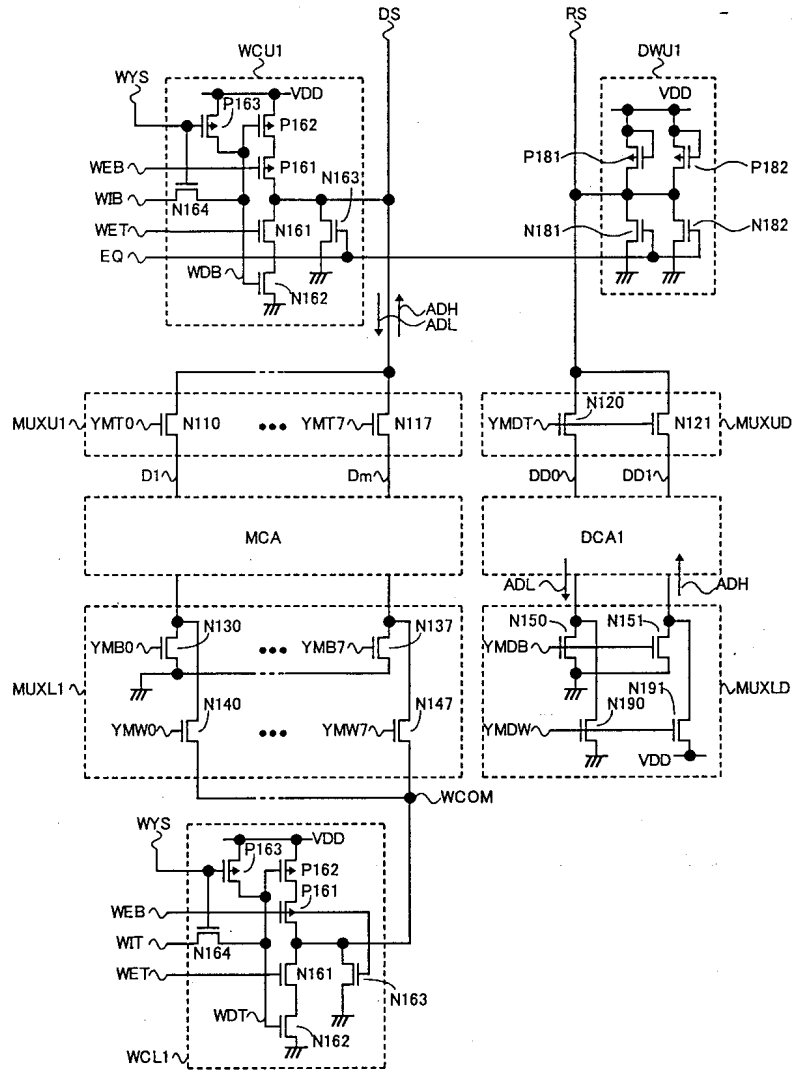 DS
RS
WCU1
DWU1
WYS
VDD
VDD
P163
P162
WEB
P161
P181
P182
WIB
N164
N163
WET
N161
N181
N182
EQ
WDB
N162
ADH
ADL
MUXU1
YMT0
N110
•••
YMT7
N117
YMDT
N120
N121
MUXUD
D1
Dm
DD0
DD1
MCA
DCA1
ADL
ADH
YMB0
N130
•••
YMB7
N137
N150
N151
YMDB
MUXL1
MUXLD
YMW0
N140
•••
YMW7
N147
YMDW
N190
N191
VDD
WCOM
WYS
VDD
P163
P162
P161
WEB
WIT
N164
WET
N161
N163
WDT
N162
WCL1